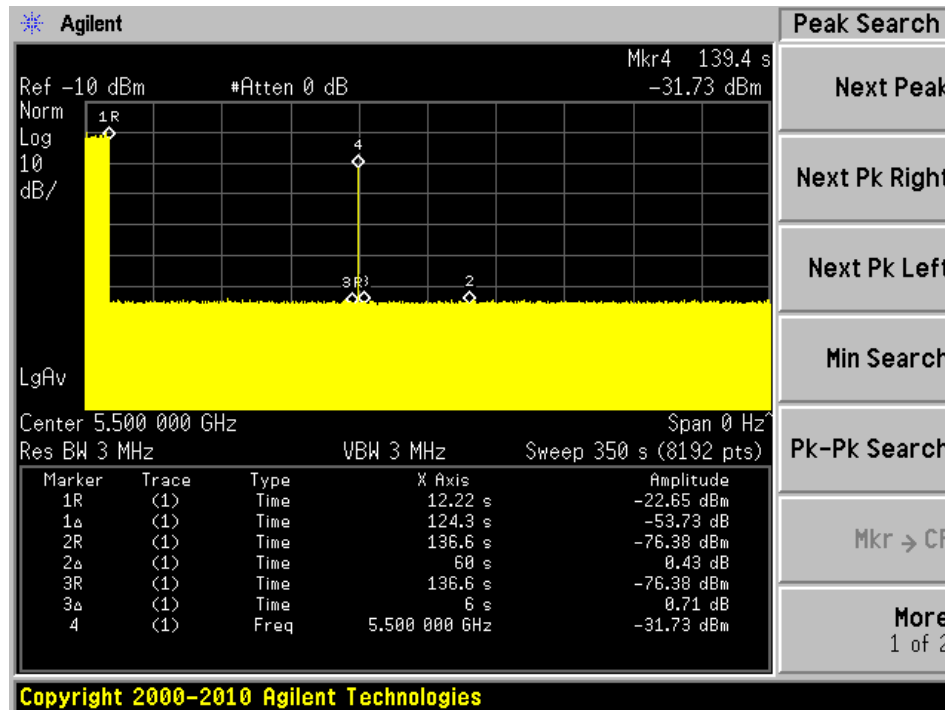 Agilent
Peak Search
Mkr4 139.4 s
Ref -10 dBm #Atten 0 dB -31.73 dBm
Norm
Log
10
dB/
1R
4
3R
2
LgAv
Center 5.500 000 GHz Span 0 Hz^
Res BW 3 MHz VBW 3 MHz Sweep 350 s (8192 pts)
Marker Trace Type X Axis Amplitude
1R (1) Time 12.22 s -22.65 dBm
1Δ (1) Time 124.3 s -53.73 dB
2R (1) Time 136.6 s -76.38 dBm
2Δ (1) Time 60 s 0.43 dB
3R (1) Time 136.6 s -76.38 dBm
3Δ (1) Time 6 s 0.71 dB
4 (1) Freq 5.500 000 GHz -31.73 dBm
Next Peak
Next Pk Right
Next Pk Left
Min Search
Pk-Pk Search
Mkr → CF
More
1 of 2
Copyright 2000-2010 Agilent Technologies